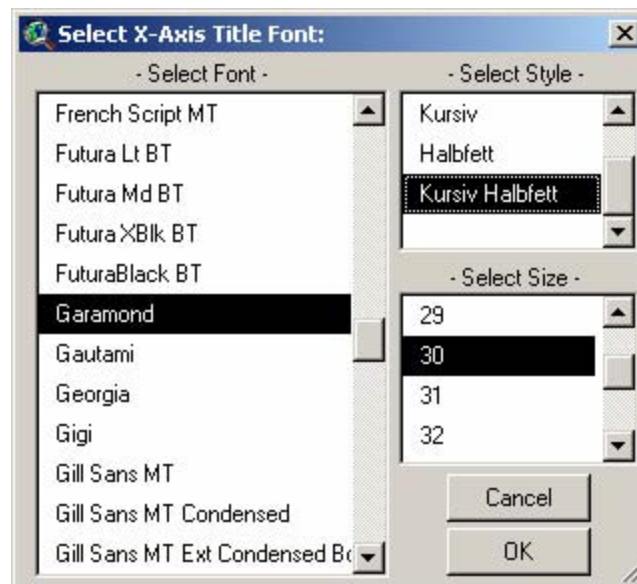 Select X-Axis Title Font:
- Select Font -
French Script MT
Futura Lt BT
Futura Md BT
Futura XBlk BT
FuturaBlack BT
Garamond
Gautami
Georgia
Gigi
Gill Sans MT
Gill Sans MT Condensed
Gill Sans MT Ext Condensed Bo
- Select Style -
Kursiv
Halbfett
Kursiv Halbfett
- Select Size -
29
30
31
32
Cancel
OK